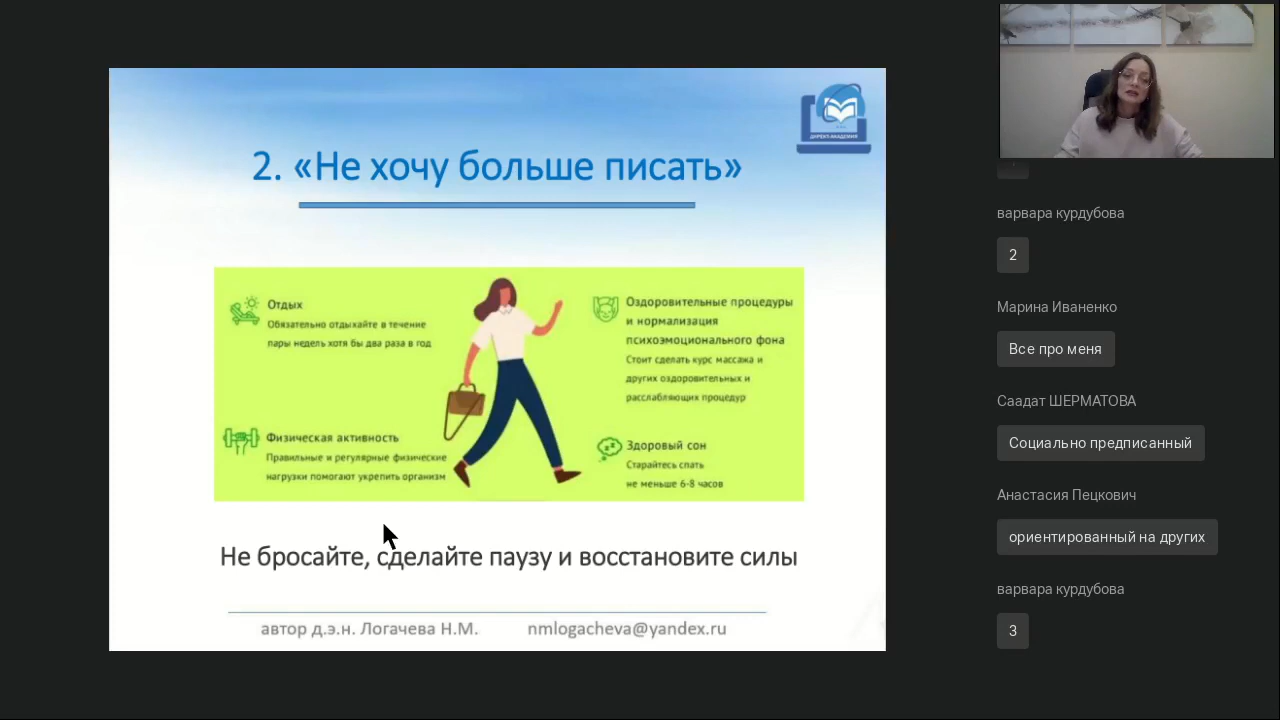 ДИРЕКТ-АКАДЕМИЯ
2. «Не хочу больше писать»
Отдых
Обязательно отдыхайте в течение
пары недель хотя бы два раза в год
Физическая активность
Правильные и регулярные физические
нагрузки помогают укрепить организм
Оздоровительные процедуры
и нормализация
психоэмоционального фона
Стоит сделать курс массажа и
других оздоровительных и
расслабляющих процедур
Здоровый сон
Старайтесь спать
не меньше 6-8 часов
Не бросайте, сделайте паузу и восстановите силы
автор д.э.н. Логачева Н.М. nmlogacheva@yandex.ru
варвара курдубова
2
Марина Иваненко
Все про меня
Саадат ШЕРМАТОВА
Социально предписанный
Анастасия Пецкович
ориентированный на других
варвара курдубова
3